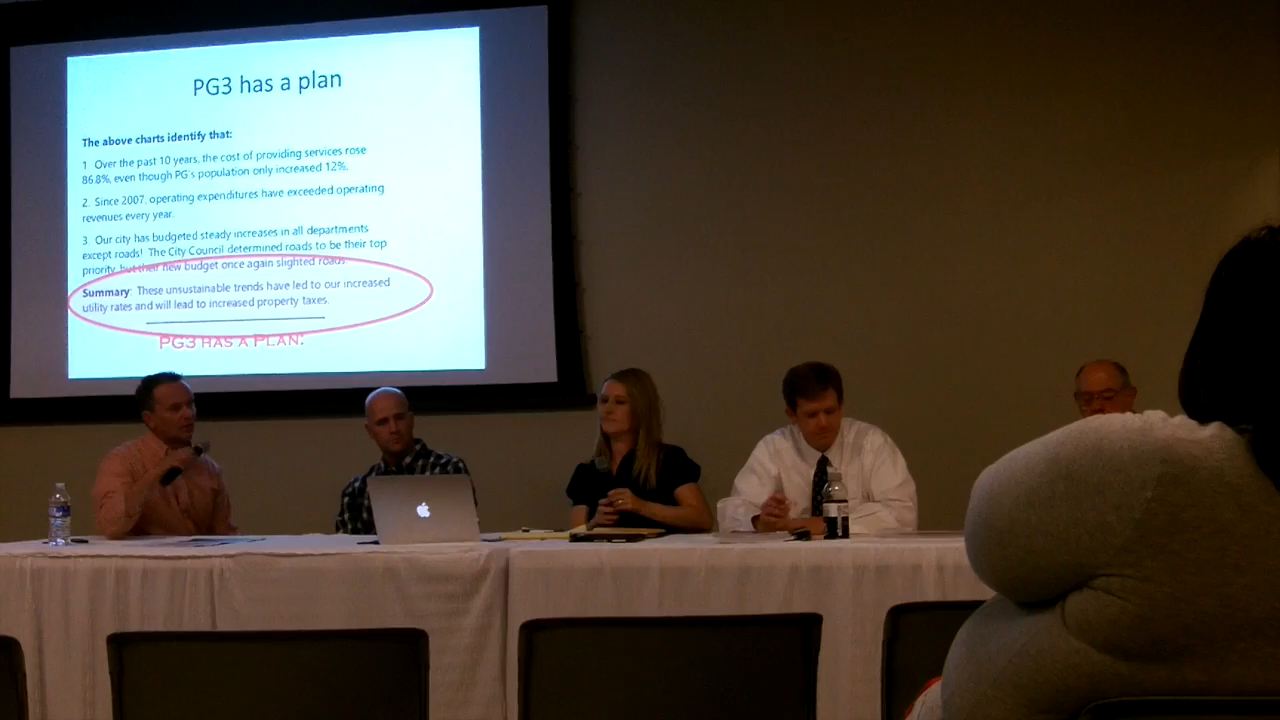 PG3 has a plan
The above charts identify that:
1 Over the past 10 years, the cost of providing services rose
86.8%, even though PG's population only increased 12%.
2. Since 2007, operating expenditures have exceeded operating
revenues every year.
3. Our city has budgeted steady increases in all departments
except roads! The City Council determined roads to be their top
priority, but their new budget once again slighted roads.
Summary: These unsustainable trends have led to our increased
utility rates and will lead to increased property taxes.
PG3 HAS A PLAN: